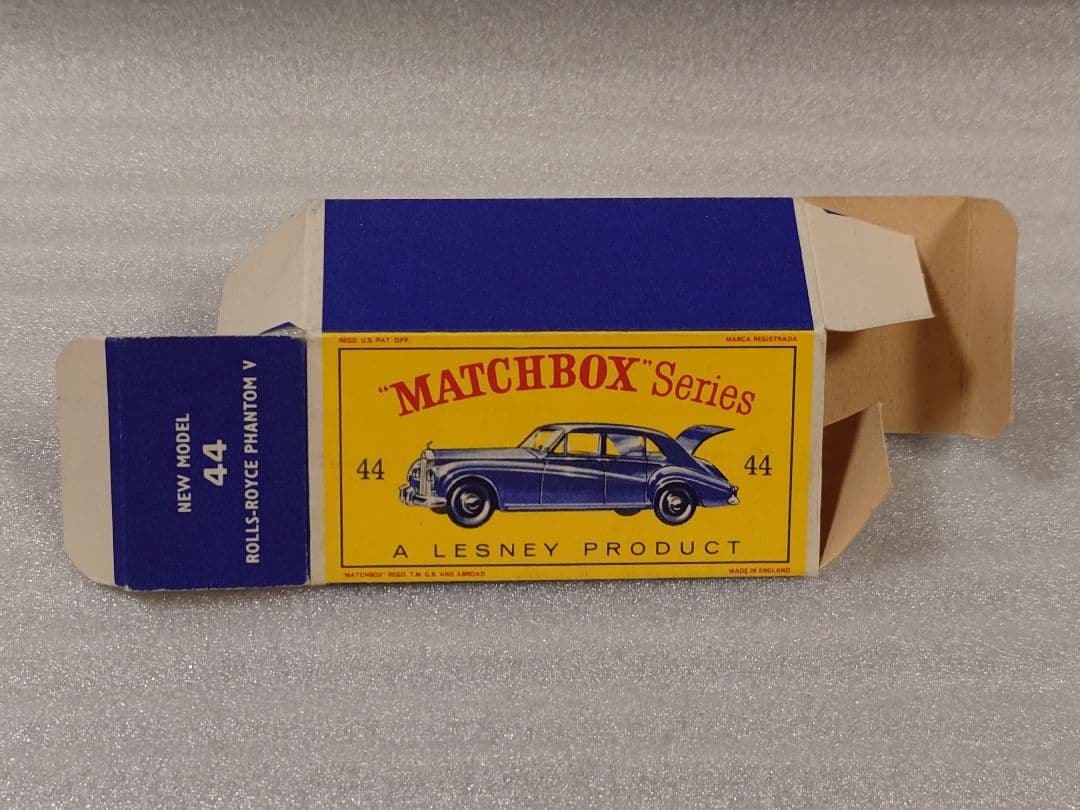 NEW MODEL
44
ROLLS-ROYCE PHANTOM V
REGD. U.S. PAT. OFF.
MARCA REGISTRADA
"MATCHBOX" Series
44
44
A LESNEY PRODUCT
"MATCHBOX" REGD. T.M. G.B. AND ABROAD
MADE IN ENGLAND